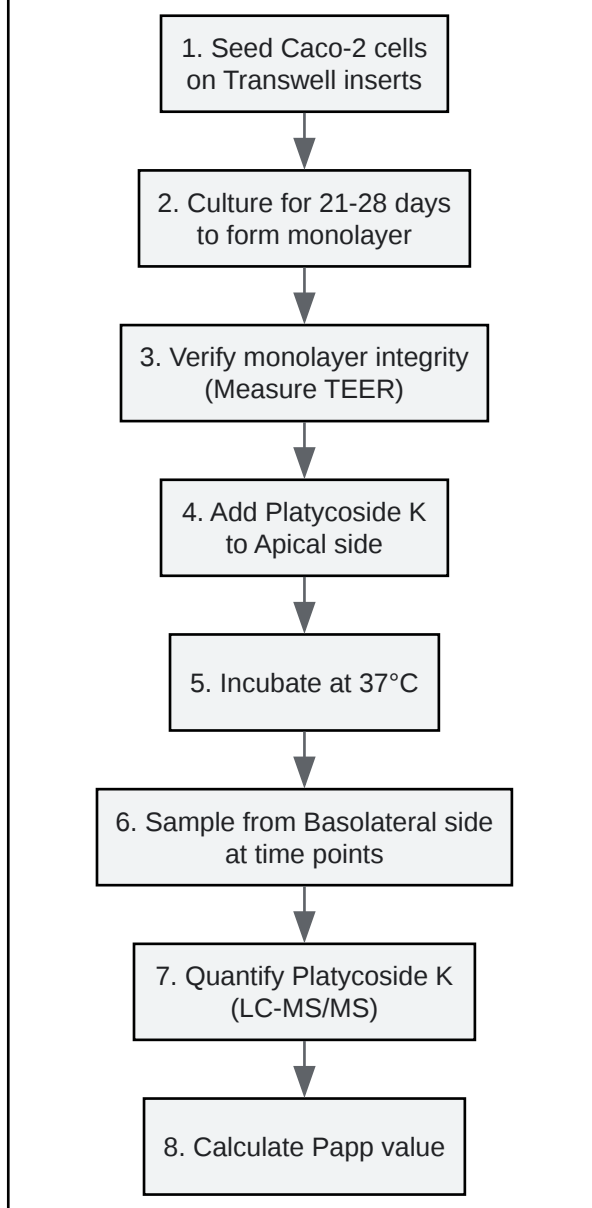 1. Seed Caco-2 cells
on Transwell inserts
2. Culture for 21-28 days
to form monolayer
3. Verify monolayer integrity
(Measure TEER)
4. Add Platycoside K
to Apical side
5. Incubate at 37°C
6. Sample from Basolateral side
at time points
7. Quantify Platycoside K
(LC-MS/MS)
8. Calculate Papp value